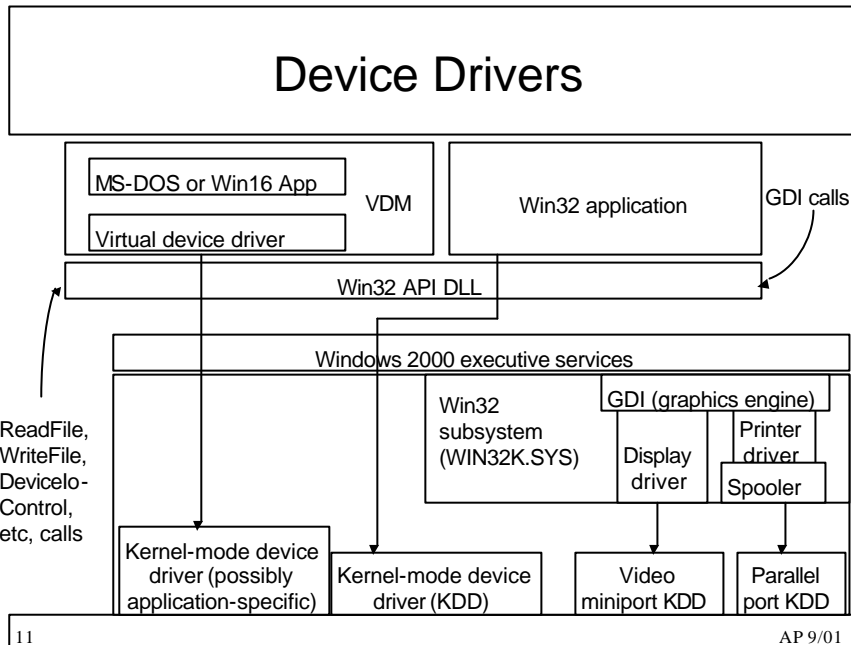 Device Drivers
MS-DOS or Win16 App
VDM
Virtual device driver
Win32 application
GDI calls
Win32 API DLL
Windows 2000 executive services
ReadFile,
WriteFile,
DeviceIo-
Control,
etc, calls
Win32
subsystem
(WIN32K.SYS)
GDI (graphics engine)
Display
driver
Printer
driver
Spooler
Kernel-mode device
driver (possibly
application-specific)
Kernel-mode device
driver (KDD)
Video
miniport KDD
Parallel
port KDD
11
AP 9/01